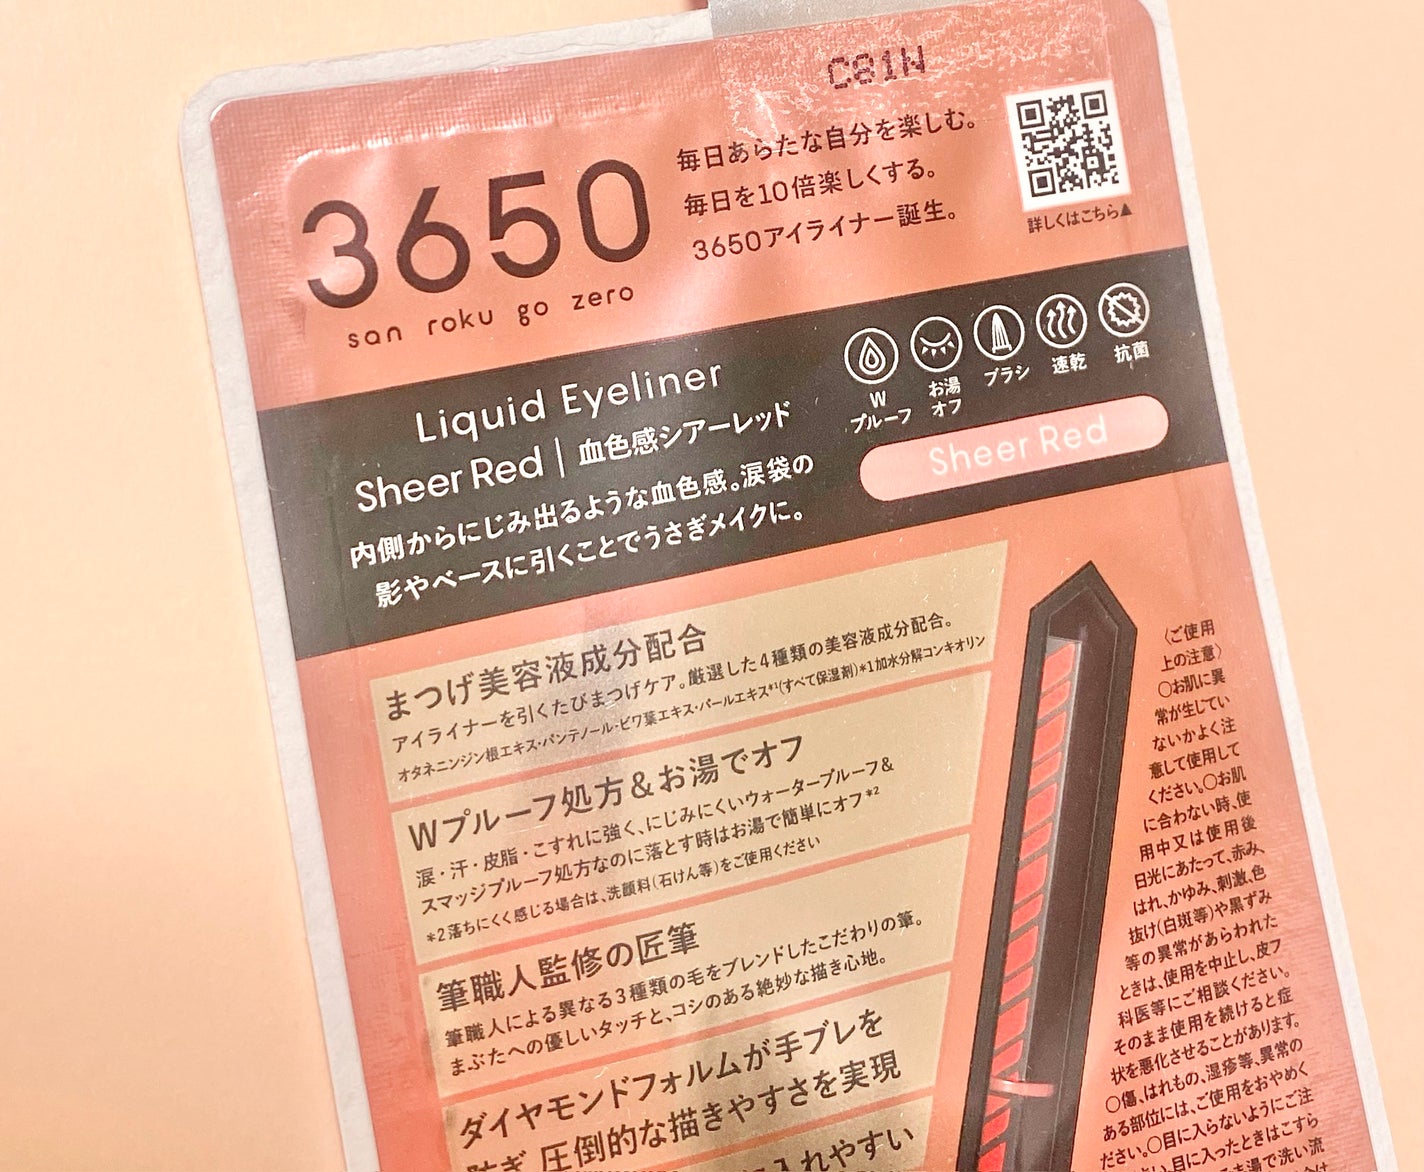 C81N
3650
san roku go zero
毎日あらたな自分を楽しむ。
毎日を10倍楽しくする。
3650アイライナー誕生。
詳しくはこちら▲
Liquid Eyeliner
Sheer Red | 血色感シアーレッド
内側からにじみ出るような血色感。涙袋の
影やベースに引くことでうさぎメイクに。
W
プルーフ
お湯
オフ
ブラシ
速乾
抗菌
Sheer Red
まつげ美容液成分配合
アイライナーを引くたびまつげケア。厳選した4種類の美容液成分配合。
オタネニンジン根エキス・パンテノール・ビワ葉エキス・パールエキス*1(すべて保湿剤)*1加水分解コンキオリン
Wプルーフ処方&お湯でオフ
涙・汗・皮脂・こすれに強く、にじみにくいウォータープルーフ&
スマッジプルーフ処方なのに落とす時はお湯で簡単にオフ*2
*2落ちにくく感じる場合は、洗顔料(石けん等)をご使用ください
筆職人監修の匠筆
筆職人による異なる3種類の毛をブレンドしたこだわりの筆。
まぶたへの優しいタッチと、コシのある絶妙な描き心地。
ダイヤモンドフォルムが手ブレを
防ぎ 圧倒的な描きやすさを実現
に入れやすい
〈ご使用
上の注意〉
○お肌に異
常が生じてい
ないかよく注
意して使用して
ください。○お肌
に合わない時、使
用中又は使用後
日光にあたって、赤み、
はれ、かゆみ、刺激、色
抜け(白斑等)や黒ずみ
等の異常があらわれた
ときは、使用を中止し、皮フ
科医等にご相談ください。
そのまま使用を続けると症
状を悪化させることがあります。
○傷、はれもの、湿疹等、異常の
ある部位には、ご使用をおやめく
ださい。○目に入らないようにご注
い。目に入ったときはこすら
湯で洗い流